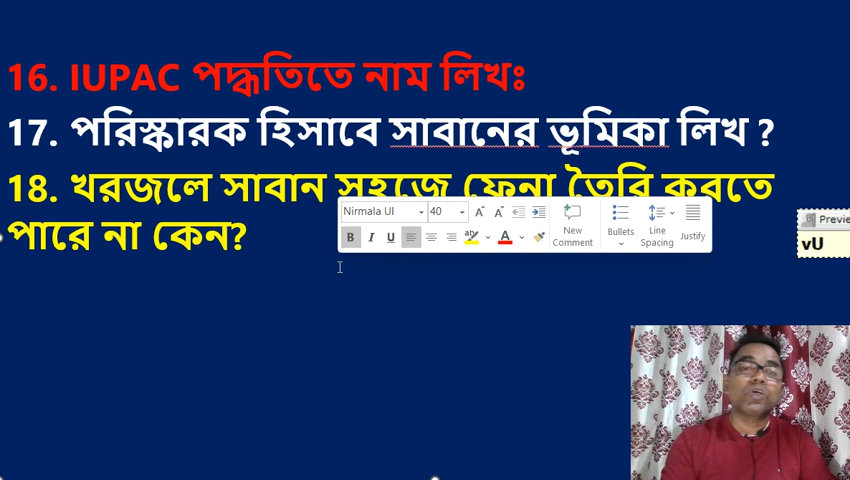 16. IUPAC পদ্ধতিতে নাম লিখঃ
17. পরিস্কারক হিসাবে সাবানের ভূমিকা লিখ ?
18. খরজলে সাবান সহজে ফেনা তৈরি করতে
পারে না কেন?
Nirmala UI 40
B I U
New Comment
Bullets
Line Spacing
Justify
Previe
vU